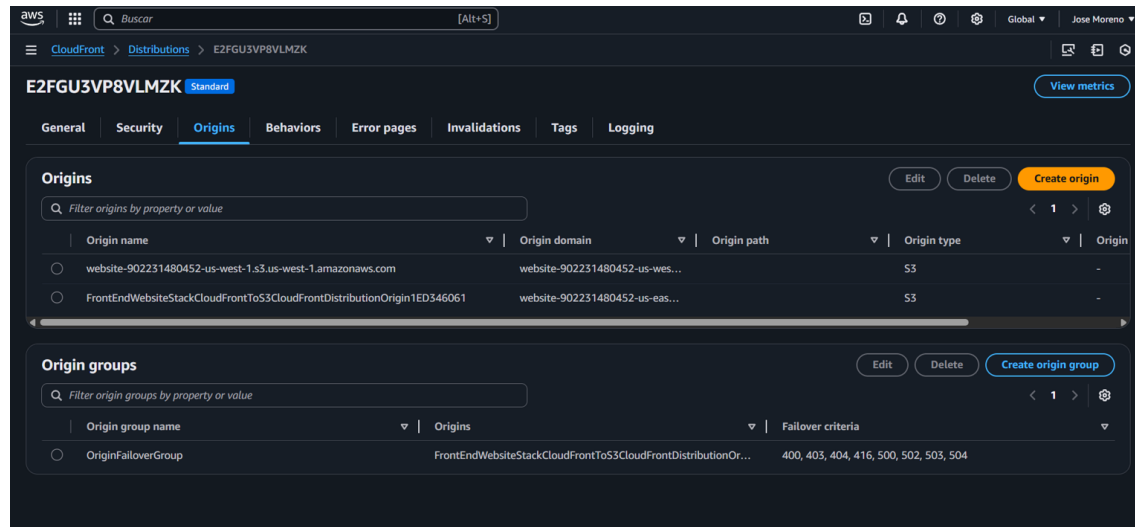 aws Buscar [Alt+S] Global Jose Moreno
CloudFront > Distributions > E2FGU3VP8VLMZK
E2FGU3VP8VLMZK Standard View metrics
General Security Origins Behaviors Error pages Invalidations Tags Logging
Origins Edit Delete Create origin
Filter origins by property or value 1
Origin name Origin domain Origin path Origin type Origin
website-902231480452-us-west-1.s3.us-west-1.amazonaws.com website-902231480452-us-wes... S3 -
FrontEndWebsiteStackCloudFrontToS3CloudFrontDistributionOrigin1ED346061 website-902231480452-us-eas... S3 -
Origin groups Edit Delete Create origin group
Filter origin groups by property or value 1
Origin group name Origins Failover criteria
OriginFailoverGroup FrontEndWebsiteStackCloudFrontToS3CloudFrontDistributionOr... 400, 403, 404, 416, 500, 502, 503, 504